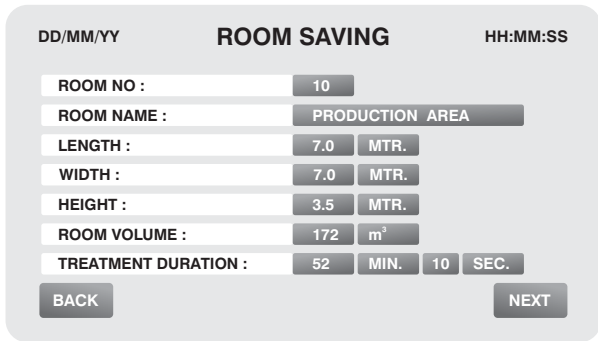 DD/MM/YY ROOM SAVING HH:MM:SS
ROOM NO : 10
ROOM NAME : PRODUCTION AREA
LENGTH : 7.0 MTR.
WIDTH : 7.0 MTR.
HEIGHT : 3.5 MTR.
ROOM VOLUME : 172 m³
TREATMENT DURATION : 52 MIN. 10 SEC.
BACK NEXT